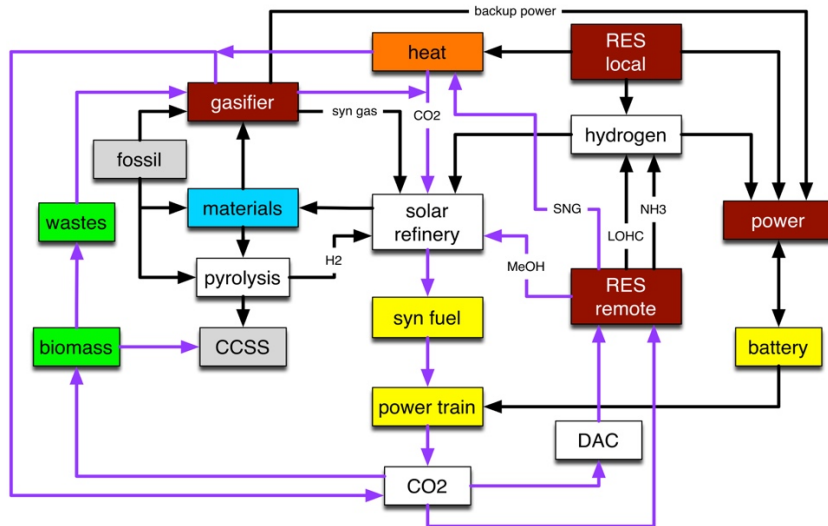 backup power
heat
RES
local
gasifier
syn gas
CO2
hydrogen
fossil
wastes
materials
solar
refinery
SNG
LOHC
NH3
power
pyrolysis
H2
MeOH
RES
remote
syn fuel
biomass
CCSS
battery
power train
DAC
CO2